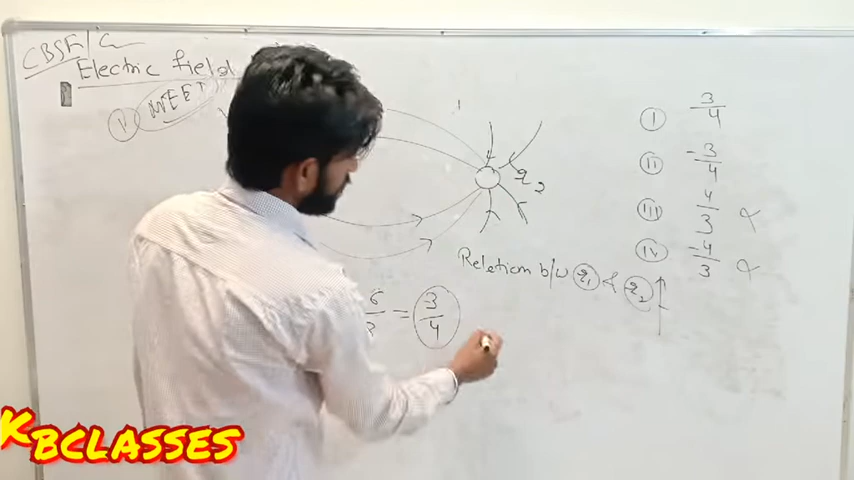 CBSE/
Electric field
NEET
q2
Relation b/w q1 & q2
6 = 3
4
I 3/4
II -3/4
III 4/3
IV -4/3
KBCLASSES